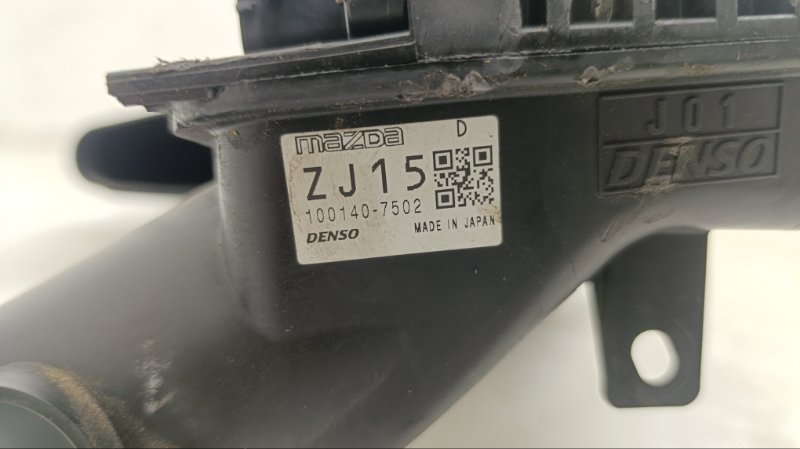 mazda D
ZJ15
100140-7502
DENSO MADE IN JAPAN
J01
DENSO